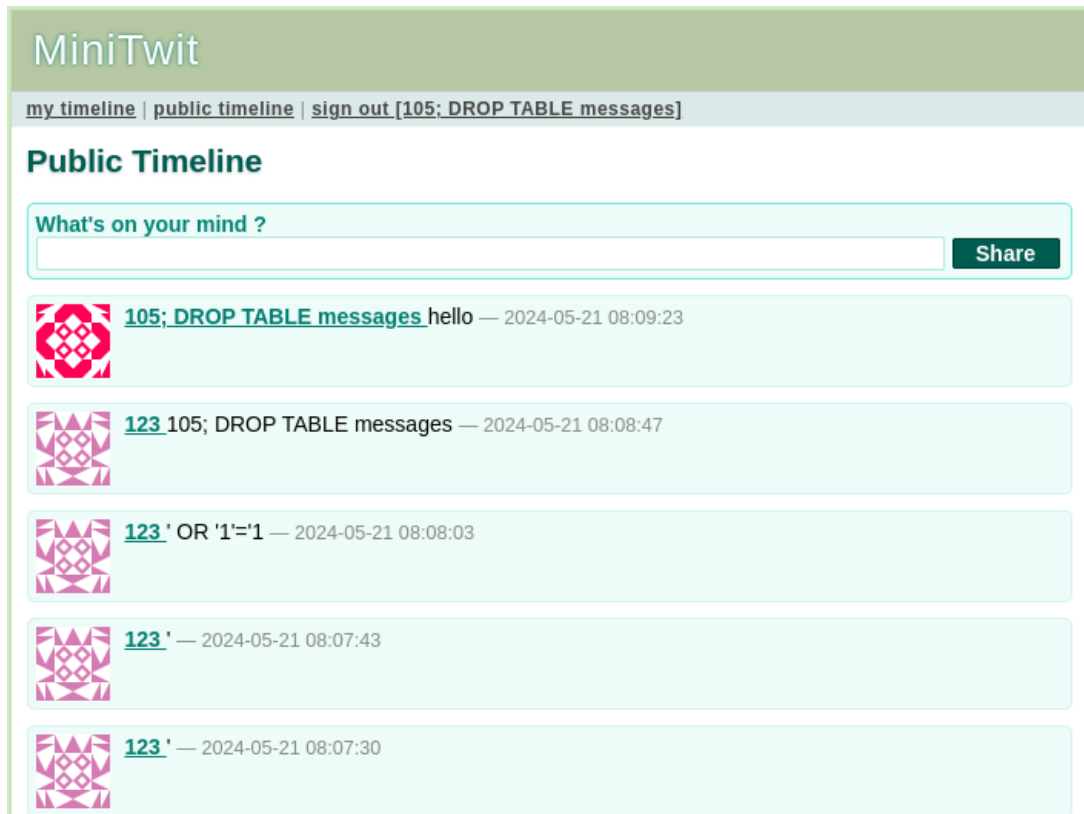 MiniTwit
my timeline | public timeline | sign out [105; DROP TABLE messages]
Public Timeline
What's on your mind ?
Share
105; DROP TABLE messages hello — 2024-05-21 08:09:23
123 105; DROP TABLE messages — 2024-05-21 08:08:47
123 ' OR '1'='1 — 2024-05-21 08:08:03
123 ' — 2024-05-21 08:07:43
123 ' — 2024-05-21 08:07:30